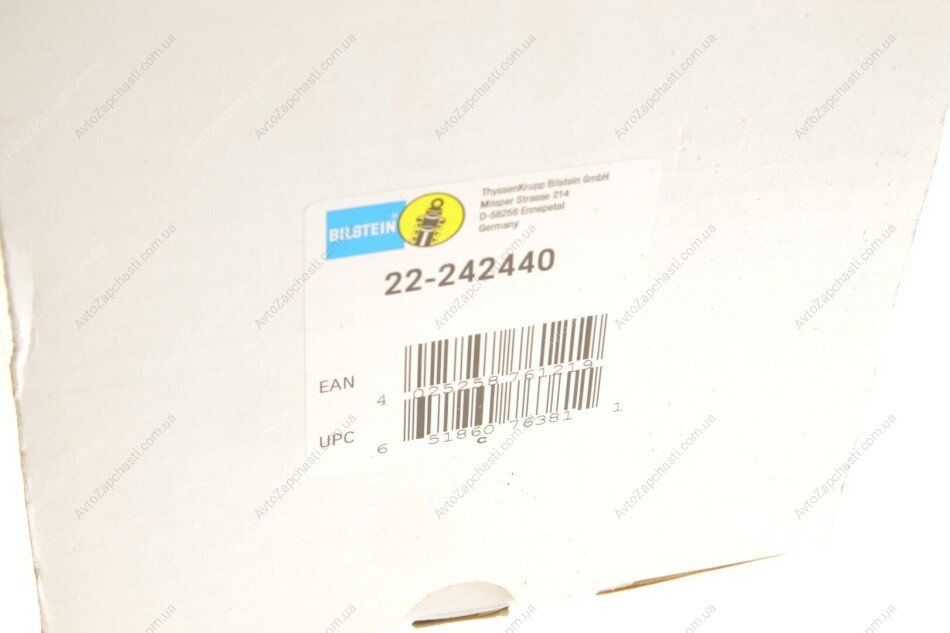 ThyssenKrupp Bilstein GmbH
Milsper Strasse 214
D-58256 Ennepetal
Germany
BILSTEIN®
22-242440
EAN
4 025258 761219
UPC
6 51860 76381 1
c
AvtoZapchasti.com.ua